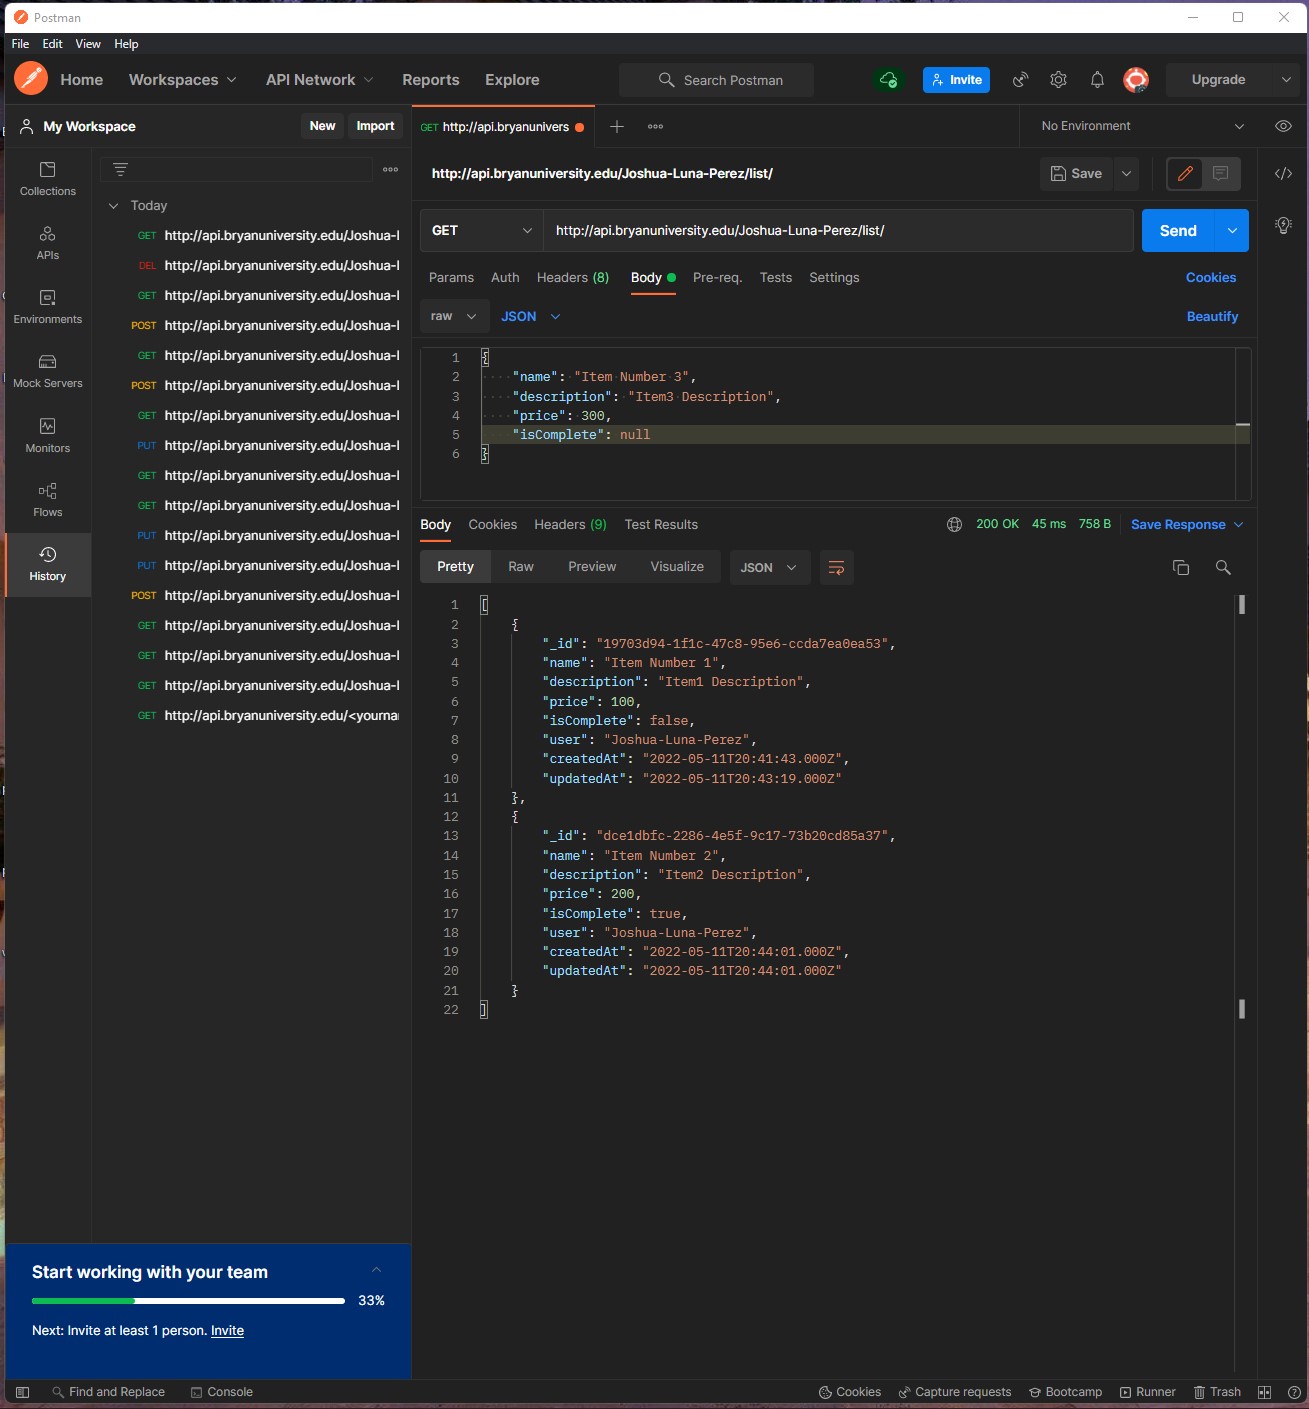 Postman
File Edit View Help
Home Workspaces API Network Reports Explore Search Postman Invite Upgrade
My Workspace New Import
GET http://api.bryanunivers
No Environment
Collections
APIs
Environments
Mock Servers
Monitors
Flows
History
Today
GET http://api.bryanuniversity.edu/Joshua-l
DEL http://api.bryanuniversity.edu/Joshua-l
GET http://api.bryanuniversity.edu/Joshua-l
POST http://api.bryanuniversity.edu/Joshua-l
GET http://api.bryanuniversity.edu/Joshua-l
POST http://api.bryanuniversity.edu/Joshua-l
GET http://api.bryanuniversity.edu/Joshua-l
PUT http://api.bryanuniversity.edu/Joshua-l
GET http://api.bryanuniversity.edu/Joshua-l
GET http://api.bryanuniversity.edu/Joshua-l
PUT http://api.bryanuniversity.edu/Joshua-l
PUT http://api.bryanuniversity.edu/Joshua-l
POST http://api.bryanuniversity.edu/Joshua-l
GET http://api.bryanuniversity.edu/Joshua-l
GET http://api.bryanuniversity.edu/Joshua-l
GET http://api.bryanuniversity.edu/Joshua-l
GET http://api.bryanuniversity.edu/<yourna
http://api.bryanuniversity.edu/Joshua-Luna-Perez/list/
Save
GET http://api.bryanuniversity.edu/Joshua-Luna-Perez/list/ Send
Params Auth Headers (8) Body Pre-req. Tests Settings Cookies
raw JSON Beautify
1 {
2 "name": "Item Number 3",
3 "description": "Item3 Description",
4 "price": 300,
5 "isComplete": null
6 }
Body Cookies Headers (9) Test Results 200 OK 45 ms 758 B Save Response
Pretty Raw Preview Visualize JSON
1 [
2 {
3 "_id": "19703d94-1f1c-47c8-95e6-ccda7ea0ea53",
4 "name": "Item Number 1",
5 "description": "Item1 Description",
6 "price": 100,
7 "isComplete": false,
8 "user": "Joshua-Luna-Perez",
9 "createdAt": "2022-05-11T20:41:43.000Z",
10 "updatedAt": "2022-05-11T20:43:19.000Z"
11 },
12 {
13 "_id": "dce1dbfc-2286-4e5f-9c17-73b20cd85a37",
14 "name": "Item Number 2",
15 "description": "Item2 Description",
16 "price": 200,
17 "isComplete": true,
18 "user": "Joshua-Luna-Perez",
19 "createdAt": "2022-05-11T20:44:01.000Z",
20 "updatedAt": "2022-05-11T20:44:01.000Z"
21 }
22 ]
Start working with your team
33%
Next: Invite at least 1 person. Invite
Find and Replace Console Cookies Capture requests Bootcamp Runner Trash